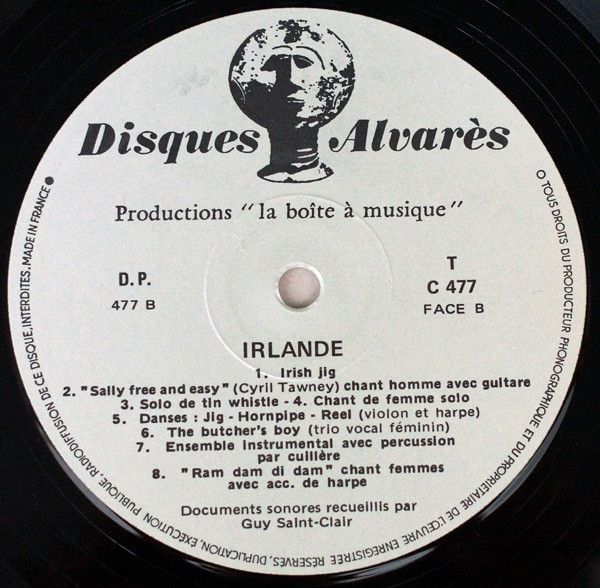 Disques Alvarès
Productions "la boîte à musique"
D.P.
477 B
T
C 477
FACE B
IRLANDE
1. Irish jig
2. "Sally free and easy" (Cyril Tawney) chant homme avec guitare
3. Solo de tin whistle - 4. Chant de femme solo
5. Danses : Jig - Hornpipe - Reel (violon et harpe)
6. The butcher's boy (trio vocal féminin)
7. Ensemble instrumental avec percussion
par cuillère
8. "Ram dam di dam" chant femmes
avec acc. de harpe
Documents sonores recueillis par
Guy Saint-Clair
O TOUS DROITS DU PRODUCTEUR PHONOGRAPHIQUE ET DU PROPRIETAIRE DE L'ŒUVRE ENREGISTRÉE RÉSERVÉS, DUPLICATION, EXÉCUTION PUBLIQUE, RADIODIFFUSION DE CE DISQUE, INTERDITES. MADE IN FRANCE ●